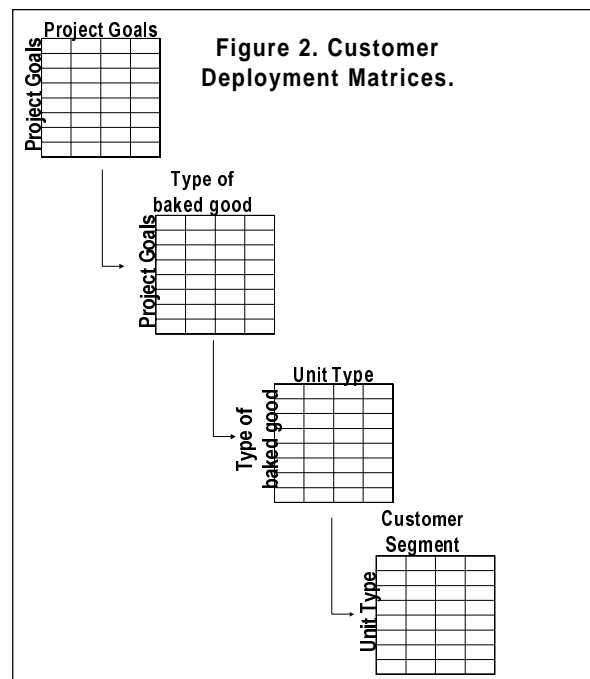 Project Goals
Project Goals
Figure 2. Customer
Deployment Matrices.
Type of
baked good
Project Goals
Unit Type
Type of
baked good
Customer
Segment
Unit Type